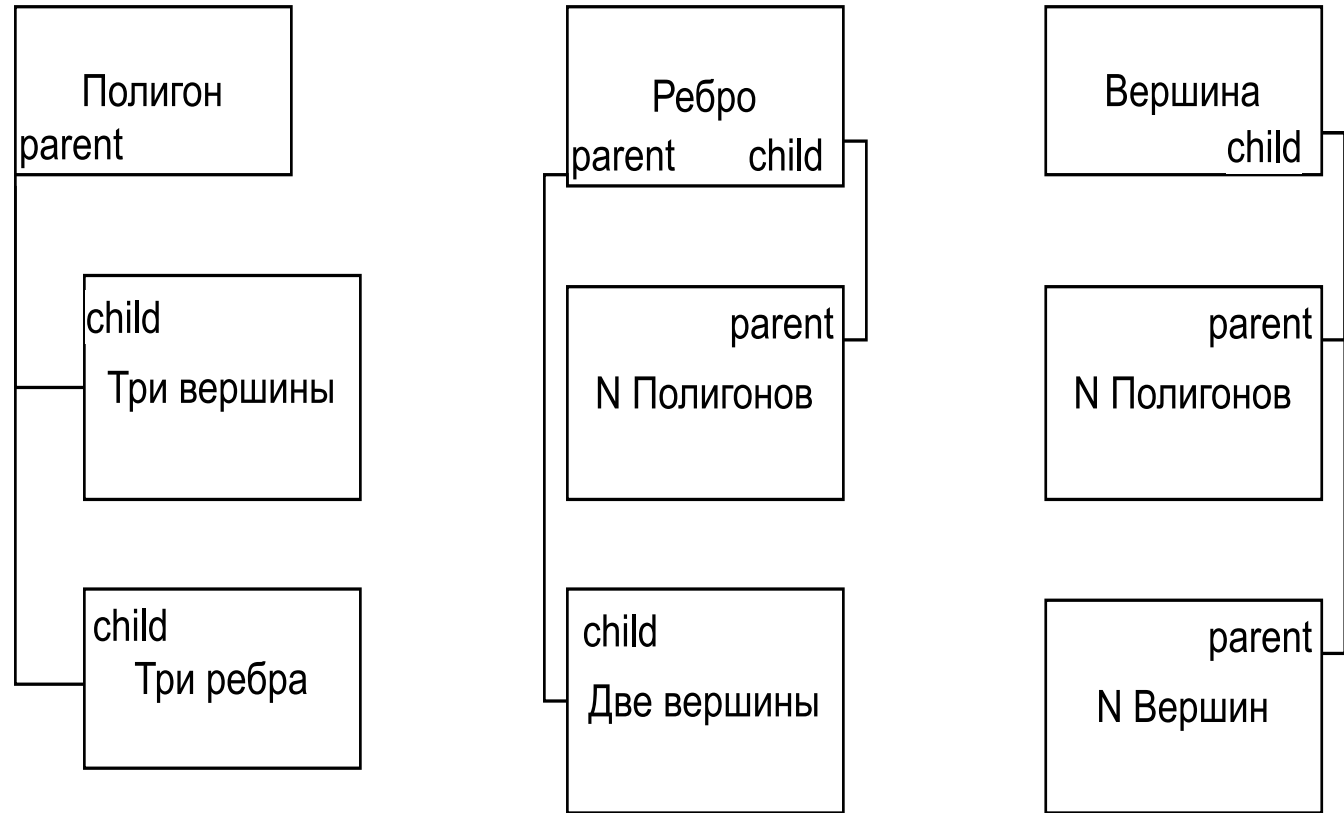 Полигон
parent
child
Три вершины
child
Три ребра
Ребро
parent child
parent
N Полигонов
child
Две вершины
Вершина
child
parent
N Полигонов
parent
N Вершин